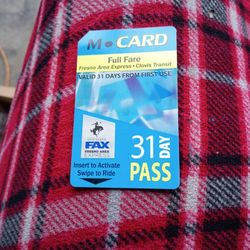 M•CARD
Full Fare
Fresno Area Express • Clovis Transit
VALID 31 DAYS FROM FIRST USE
FAX
FRESNO AREA
EXPRESS
Insert to Activate
Swipe to Ride
31 DAY
PASS